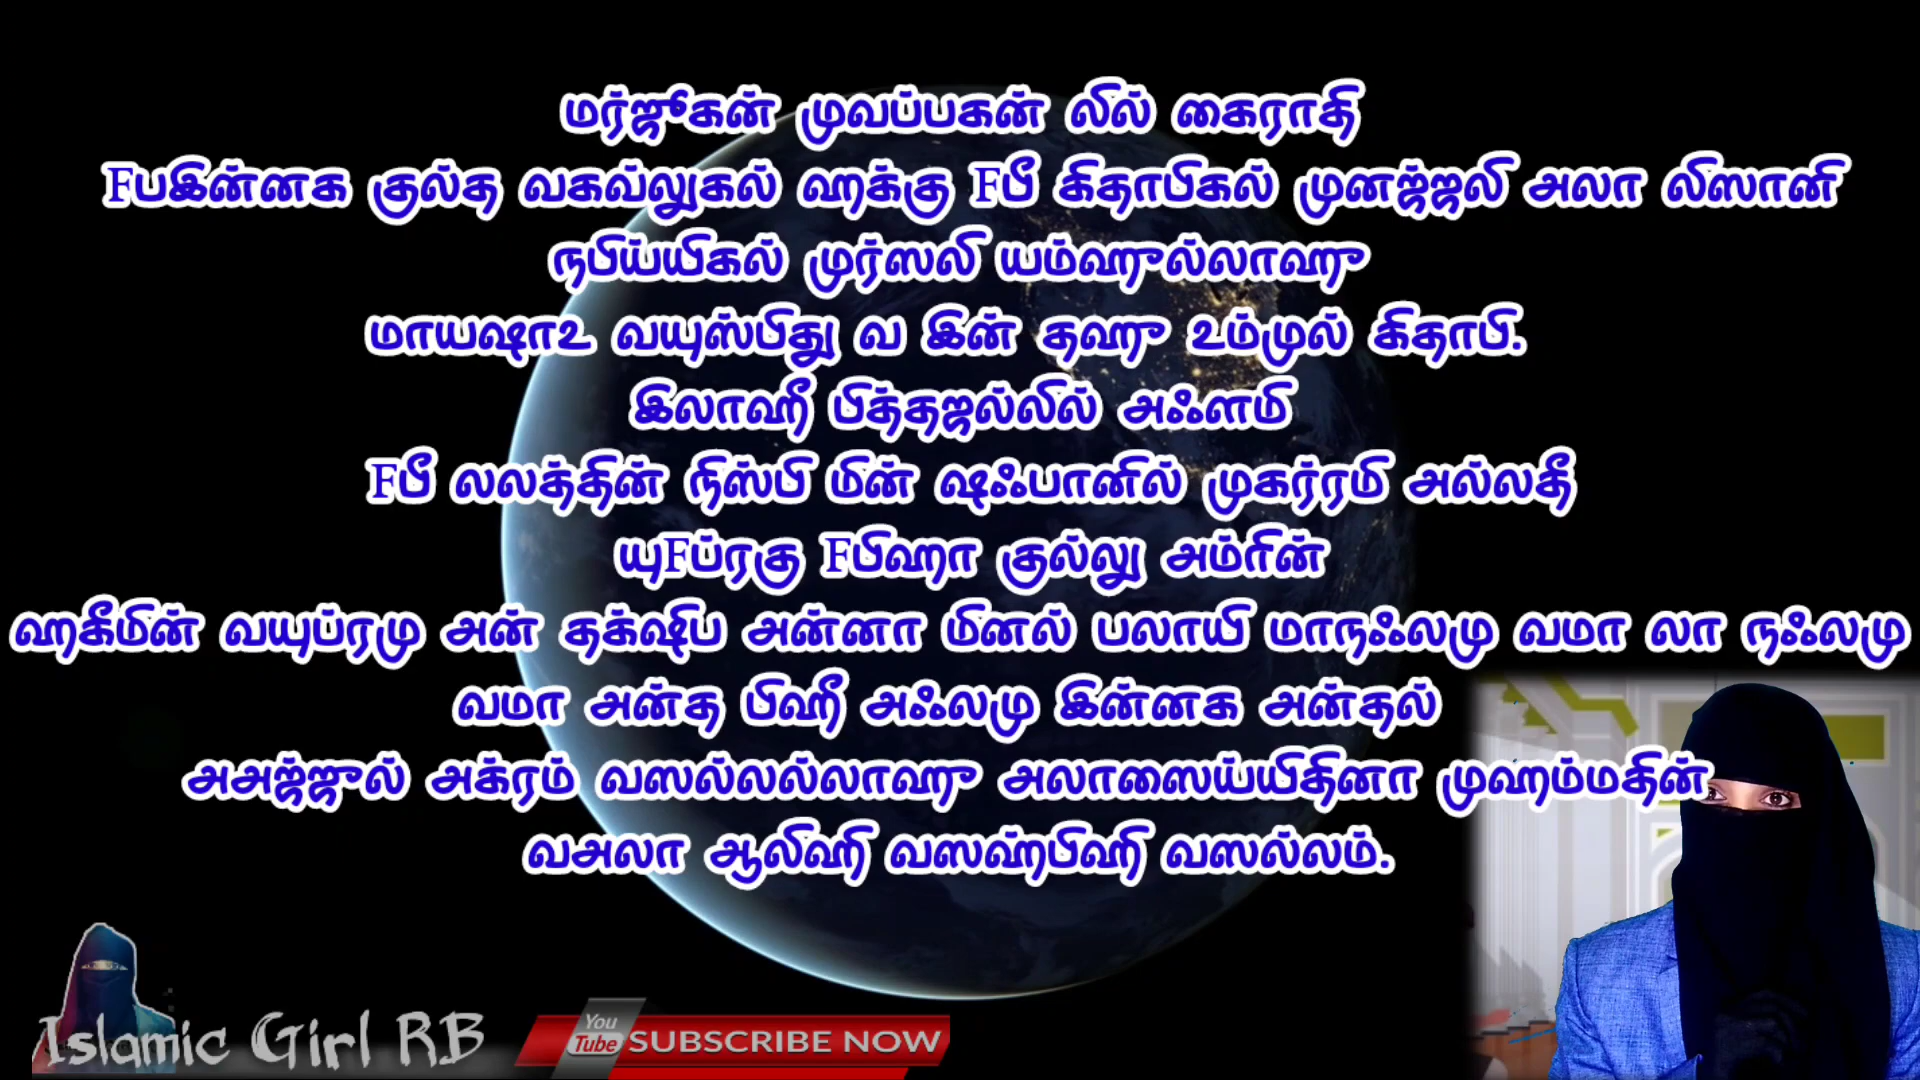 மர்ஜூகன் முவப்பகன் லில் கைராதி
Fபஇன்னக குல்த வகவ்லுகல் ஹக்கு Fபீ கிதாபிகல் முனஜ்ஜலி அலா லிஸானி
நபிய்யிகல் முர்ஸலி யம்ஹுல்லாஹு
மாயஷாஉ வயுஸ்பிது வ இன் தஹு உம்முல் கிதாபி.
இலாஹீ பித்தஜல்லில் அஃளமி
Fபீ லலத்தின் நிஸ்பி மின் ஷஃபானில் முகர்ரமி அல்லதீ
யுFப்ரகு Fபிஹா குல்லு அம்ரின்
ஹகீமின் வயுப்ரமு அன் தக்ஷிப அன்னா மினல் பலாயி மாநஃலமு வமா லா நஃலமு
வமா அன்த பிஹீ அஃலமு இன்னக அன்தல்
அஅஜ்ஜுல் அக்ரம் வஸல்லல்லாஹு அலாஸைய்யிதினா முஹம்மதின்
வஅலா ஆலிஹி வஸஹ்பிஹி வஸல்லம்.
Islamic Girl RB
You Tube SUBSCRIBE NOW